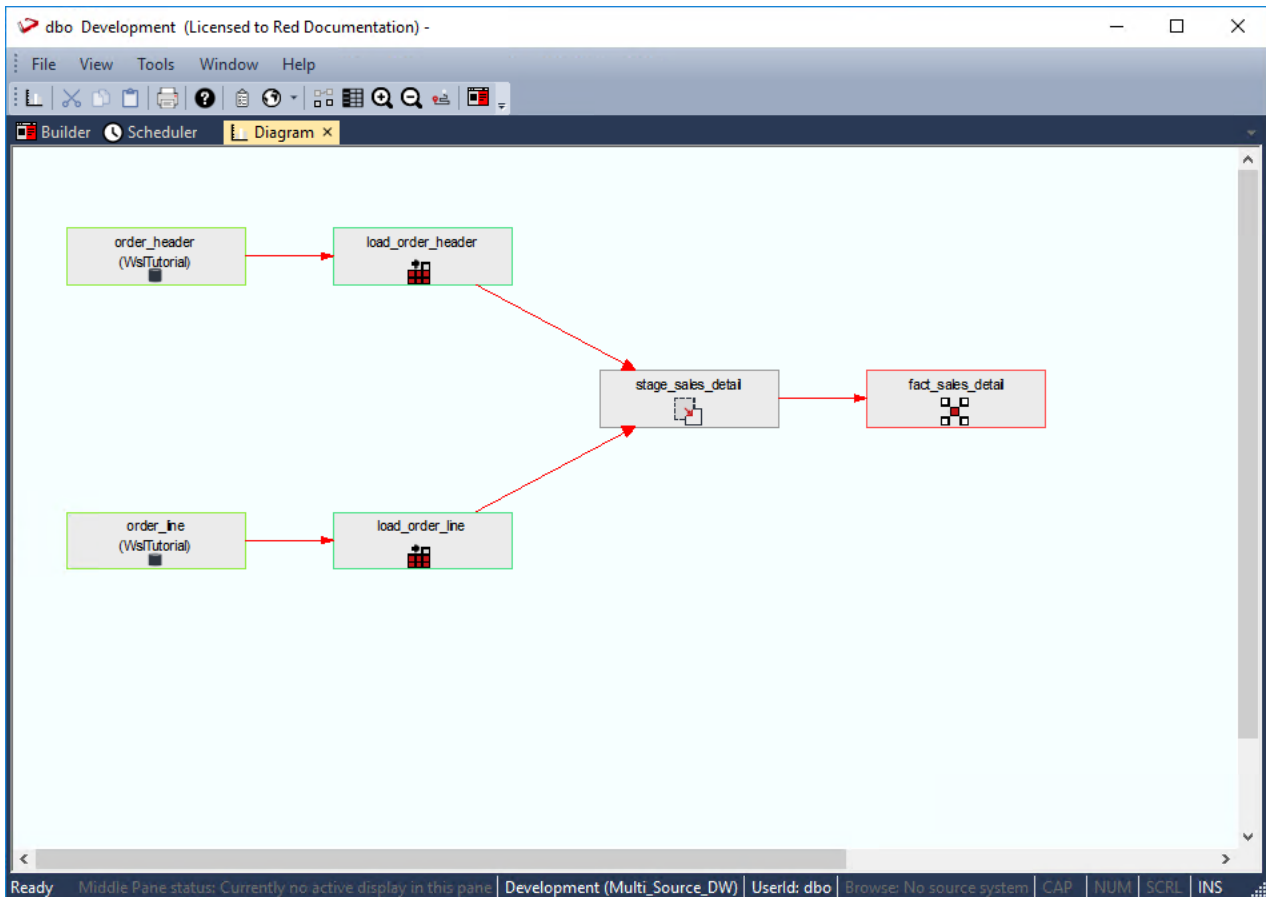 dbo Development (Licensed to Red Documentation) -
File View Tools Window Help
Builder Scheduler Diagram ×
order_header
(WslTutorial)
load_order_header
stage_sales_detail
fact_sales_detail
order_line
(WslTutorial)
load_order_line
Ready Middle Pane status: Currently no active display in this pane Development (Multi_Source_DW) UserId: dbo Browse: No source system CAP NUM SCRL INS